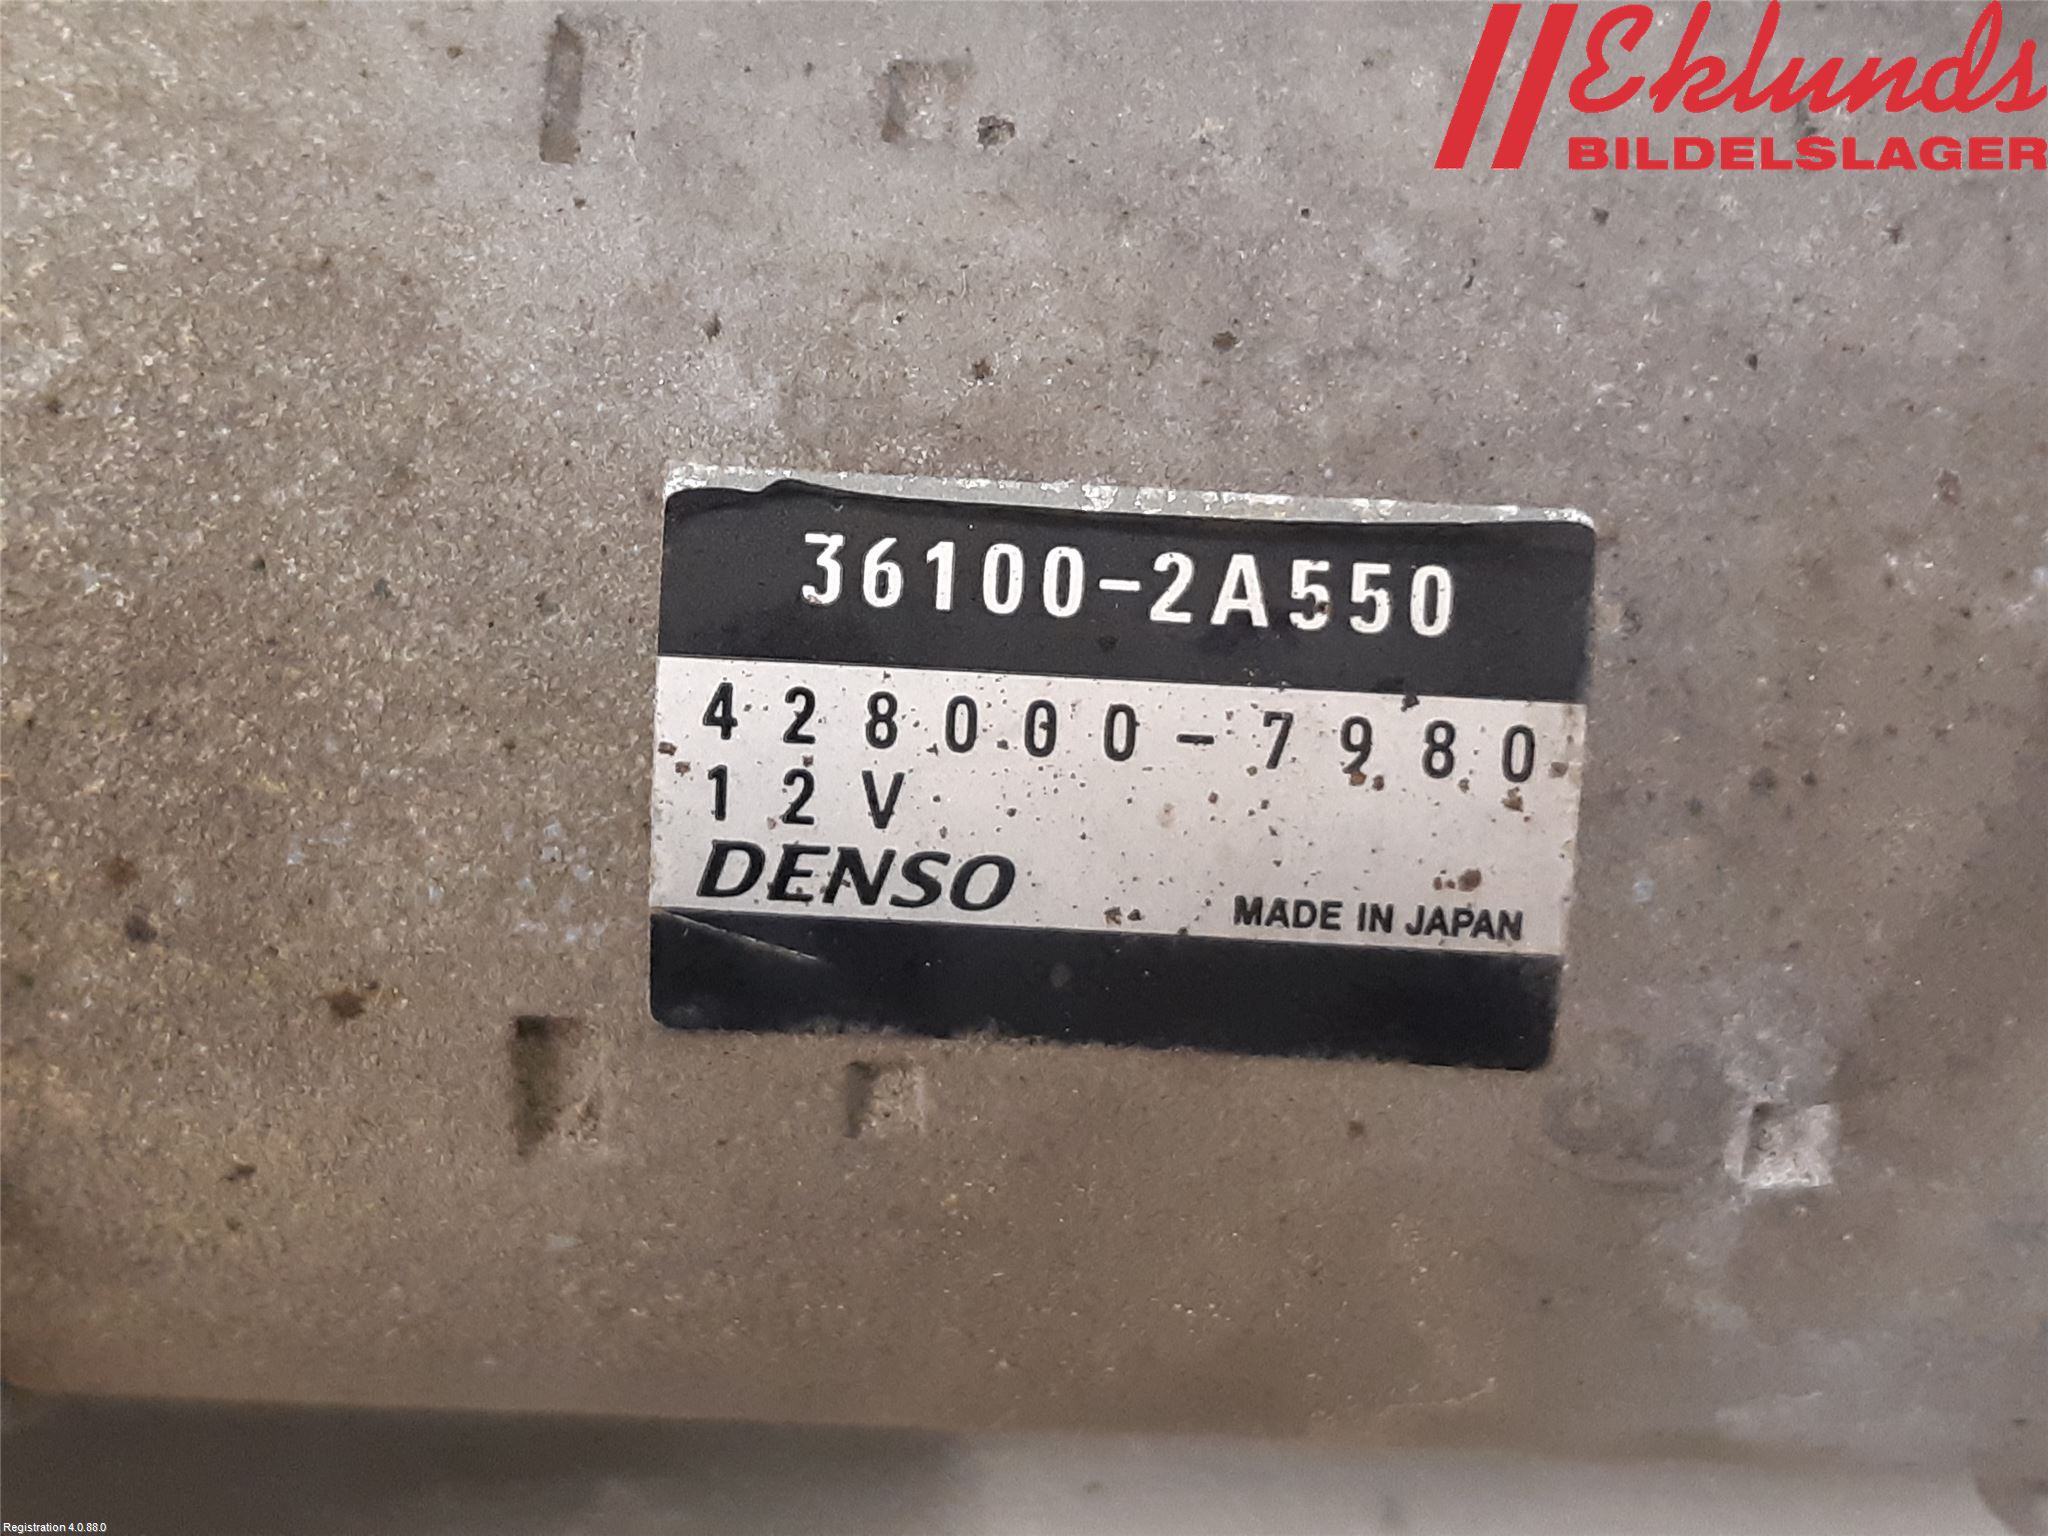 Eklunds
BILDELSLAGER
36100-2A550
428000-7980
12V
DENSO
MADE IN JAPAN
Registration 4.0.88.0